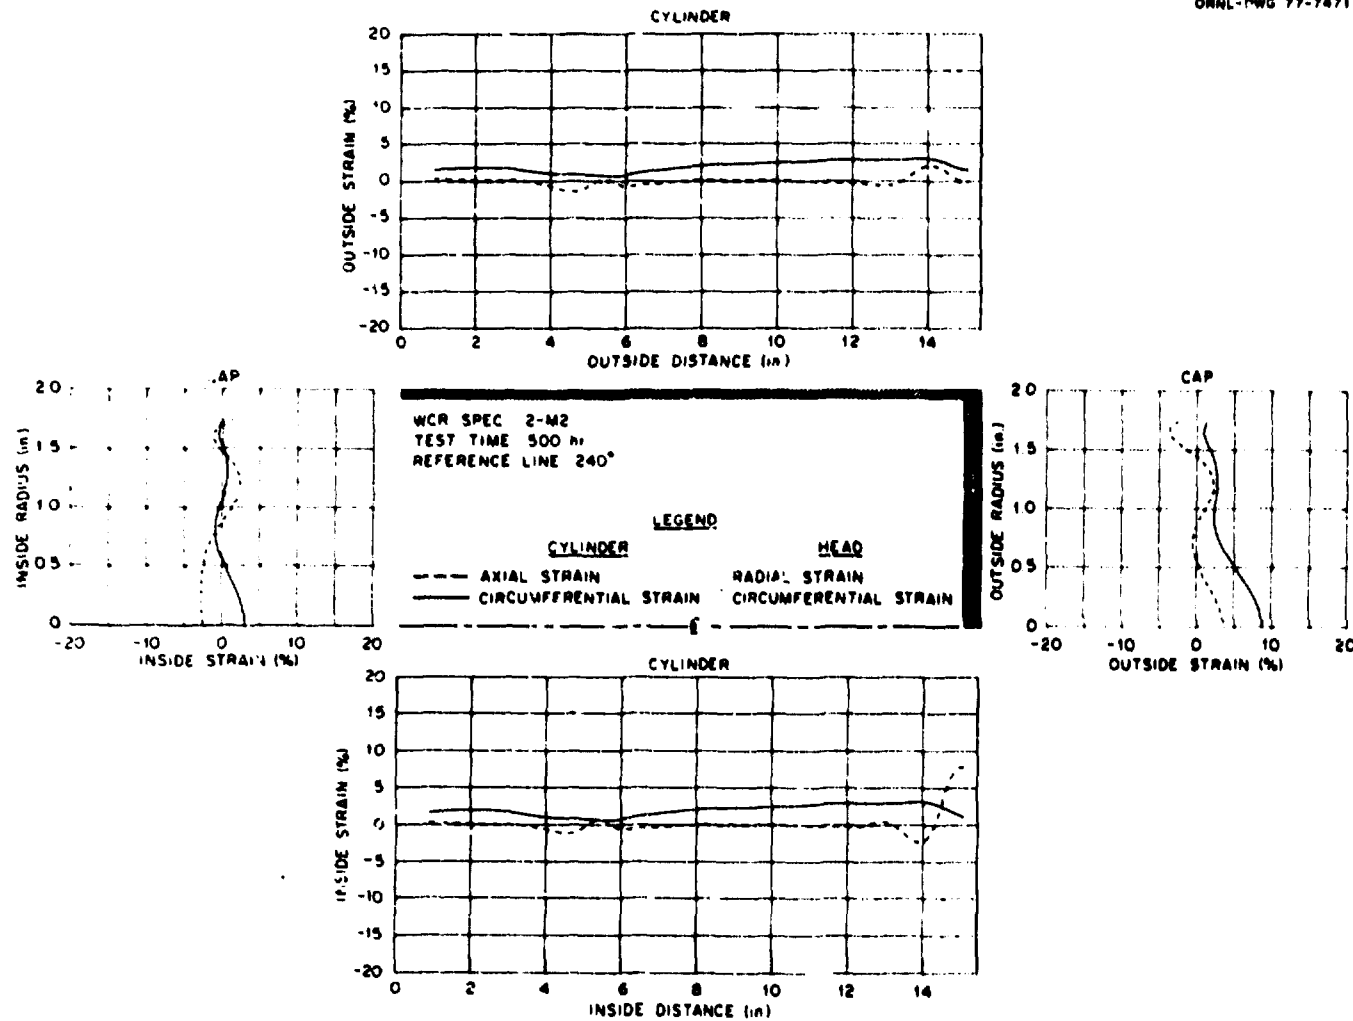 ORNL-DWG 77-7471
CYLINDER
OUTSIDE STRAIN (%)
20
15
10
5
0
-5
-10
-15
-20
0 2 4 6 8 10 12 14
OUTSIDE DISTANCE (in)
AP
INSIDE RADIUS (in)
2.0
1.5
1.0
0.5
0
-20 -10 0 10 20
INSIDE STRAIN (%)
WCR SPEC 2-M2
TEST TIME 500 hr
REFERENCE LINE 240°
LEGEND
CYLINDER HEAD
AXIAL STRAIN RADIAL STRAIN
CIRCUMFERENTIAL STRAIN CIRCUMFERENTIAL STRAIN
CAP
OUTSIDE RADIUS (in.)
2.0
1.5
1.0
0.5
0
-20 -10 0 10 20
OUTSIDE STRAIN (%)
CYLINDER
INSIDE STRAIN (%)
20
15
10
5
0
-5
-10
-15
-20
0 2 4 6 8 10 12 14
INSIDE DISTANCE (in)